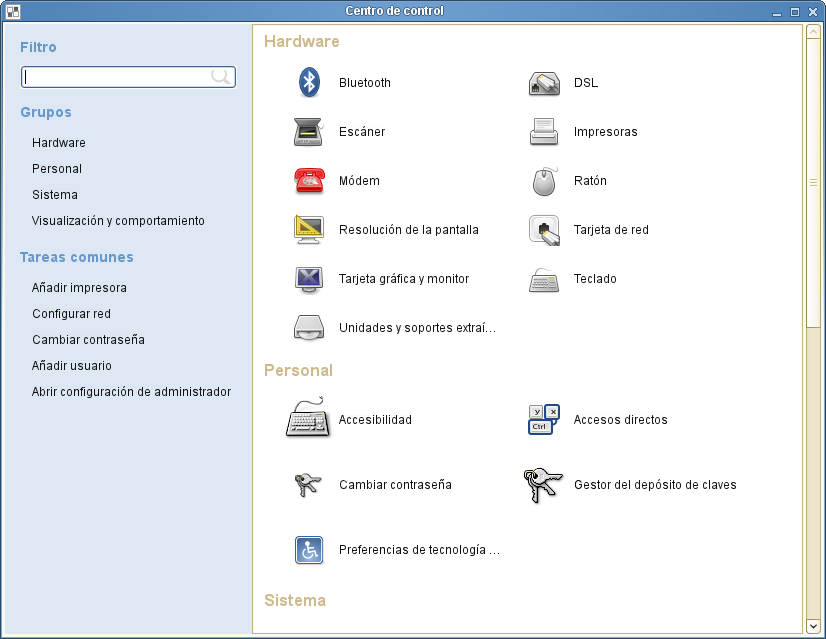 Centro de control
Filtro
Grupos
Hardware
Personal
Sistema
Visualización y comportamiento
Tareas comunes
Añadir impresora
Configurar red
Cambiar contraseña
Añadir usuario
Abrir configuración de administrador
Hardware
Bluetooth
DSL
Escáner
Impresoras
Módem
Ratón
Resolución de la pantalla
Tarjeta de red
Tarjeta gráfica y monitor
Teclado
Unidades y soportes extraí...
Personal
Accesibilidad
y x
Ctrl
Accesos directos
Cambiar contraseña
Gestor del depósito de claves
Preferencias de tecnología ...
Sistema